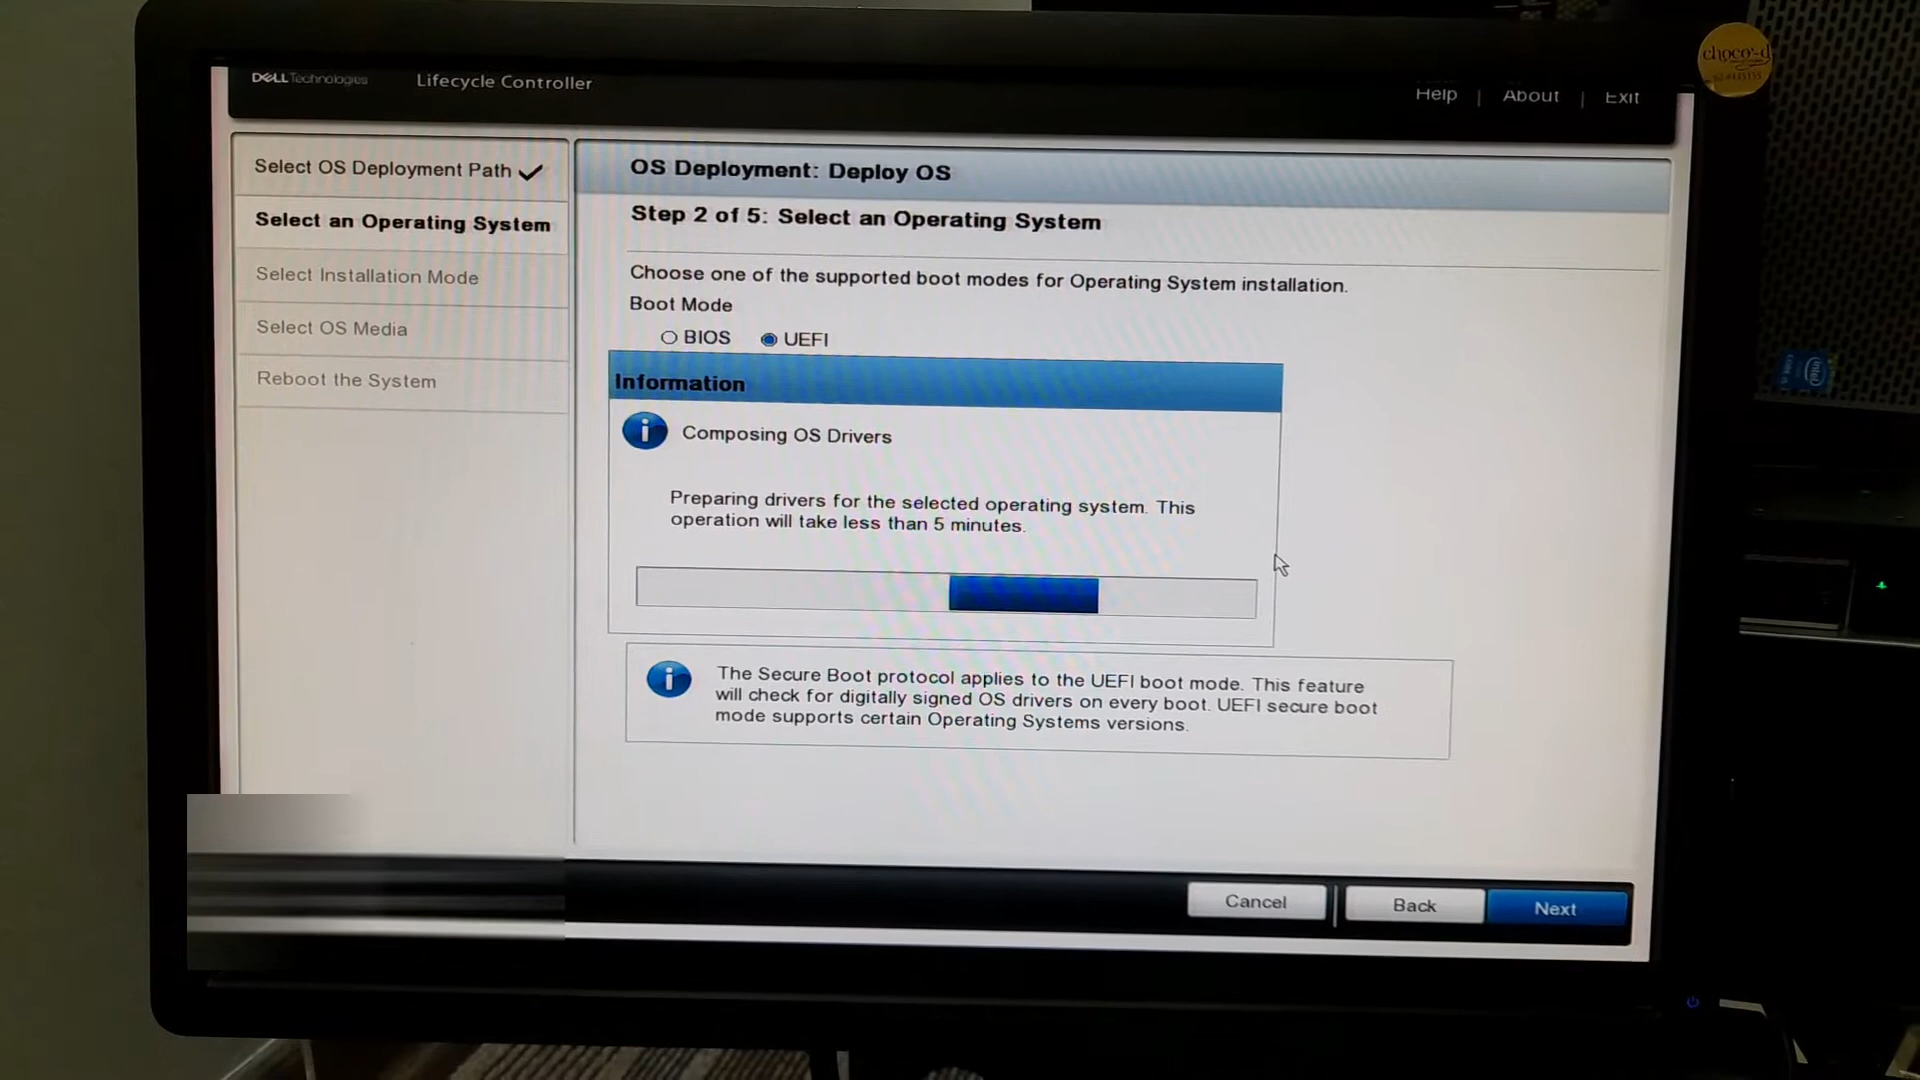 DELL Technologies
Lifecycle Controller
Help | About | Exit
Select OS Deployment Path
Select an Operating System
Select Installation Mode
Select OS Media
Reboot the System
OS Deployment: Deploy OS
Step 2 of 5: Select an Operating System
Choose one of the supported boot modes for Operating System installation.
Boot Mode
BIOS UEFI
Information
Composing OS Drivers
Preparing drivers for the selected operating system. This
operation will take less than 5 minutes.
The Secure Boot protocol applies to the UEFI boot mode. This feature
will check for digitally signed OS drivers on every boot. UEFI secure boot
mode supports certain Operating Systems versions.
Cancel
Back
Next
choco-d
intel